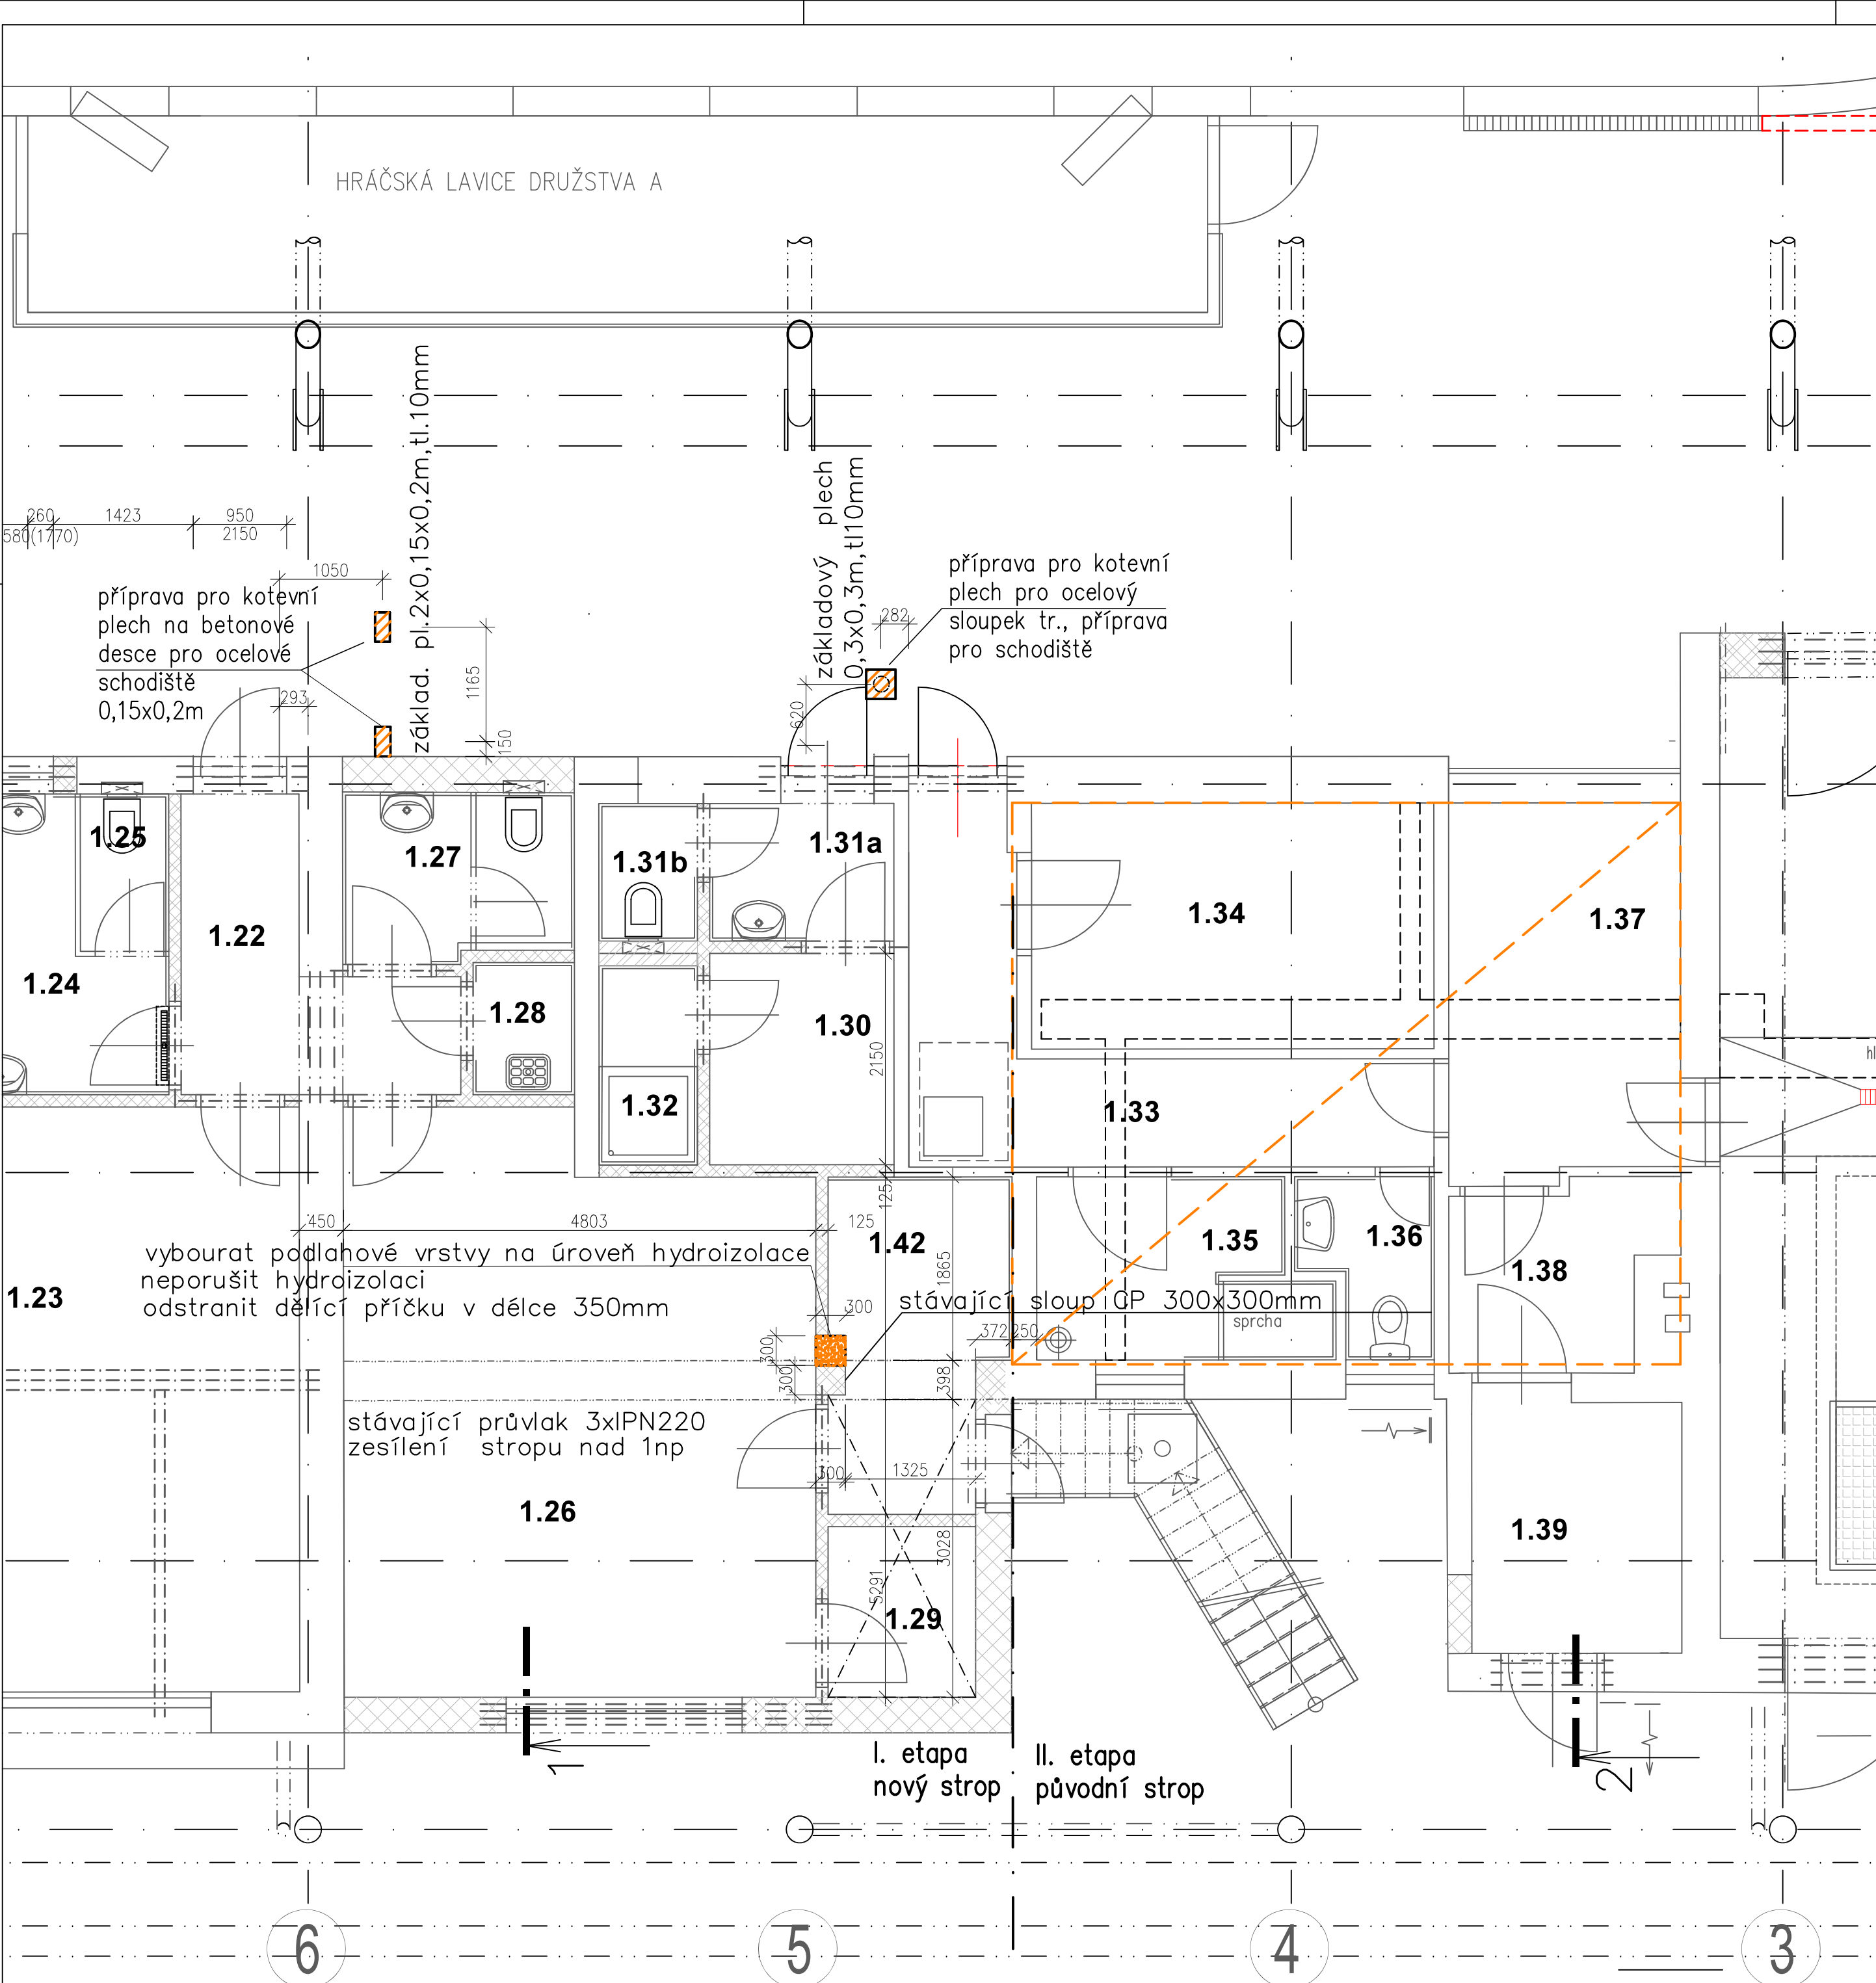 HRÁČSKÁ LAVICE DRUŽSTVA A
základ. pl.2x0,15x0,2m,tl.10mm
základový plech
0,3x0,3m,tl10mm
260
1423
950
580(1770)
2150
1050
příprava pro kotevní
plech na betonové
desce pro ocelové
schodiště
0,15x0,2m
293
1165
150
příprava pro kotevní
plech pro ocelový
sloupek tr., příprava
pro schodiště
282
620
1.25
1.27
1.31b
1.31a
1.34
1.37
1.22
1.24
1.28
1.30
2150
hl
1.32
1.33
125
450
4803
125
1.42
1.35
1.36
1865
1.38
vybourat podlahové vrstvy na úroveň hydroizolace
neporušit hydroizolaci
odstranit dělící příčku v délce 350mm
1.23
300
stávající sloup CP 300x300mm
sprcha
372
250
300
300
398
stávající průvlak 3xIPN220
zesílení stropu nad 1np
300
1325
1.26
1.39
3028
5291
1.29
I. etapa
nový strop
II. etapa
původní strop
1
2
6
5
4
3